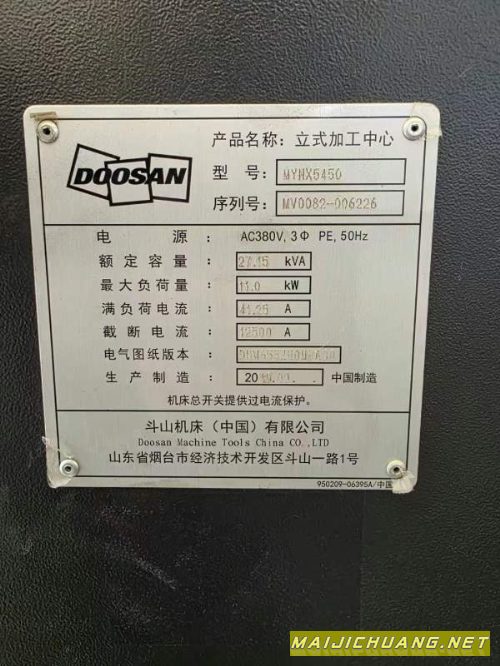 DOOSAN
产品名称: 立式加工中心
型 号: MYNX5450
序列号: MV0082-006226
电 源 : AC380V, 3Φ PE, 50Hz
额定容量 : 27.15 kVA
最大负荷量 : 11.0 kW
满负荷电流 : 41.25 A
截断电流 : 12500 A
电气图纸版本 :
生产制造 : 20 中国制造
机床总开关提供过电流保护。
斗山机床（中国）有限公司
Doosan Machine Tools China CO.,LTD
山东省烟台市经济技术开发区斗山一路1号
950209-06395A/中国
MAIJICHUANG.NET